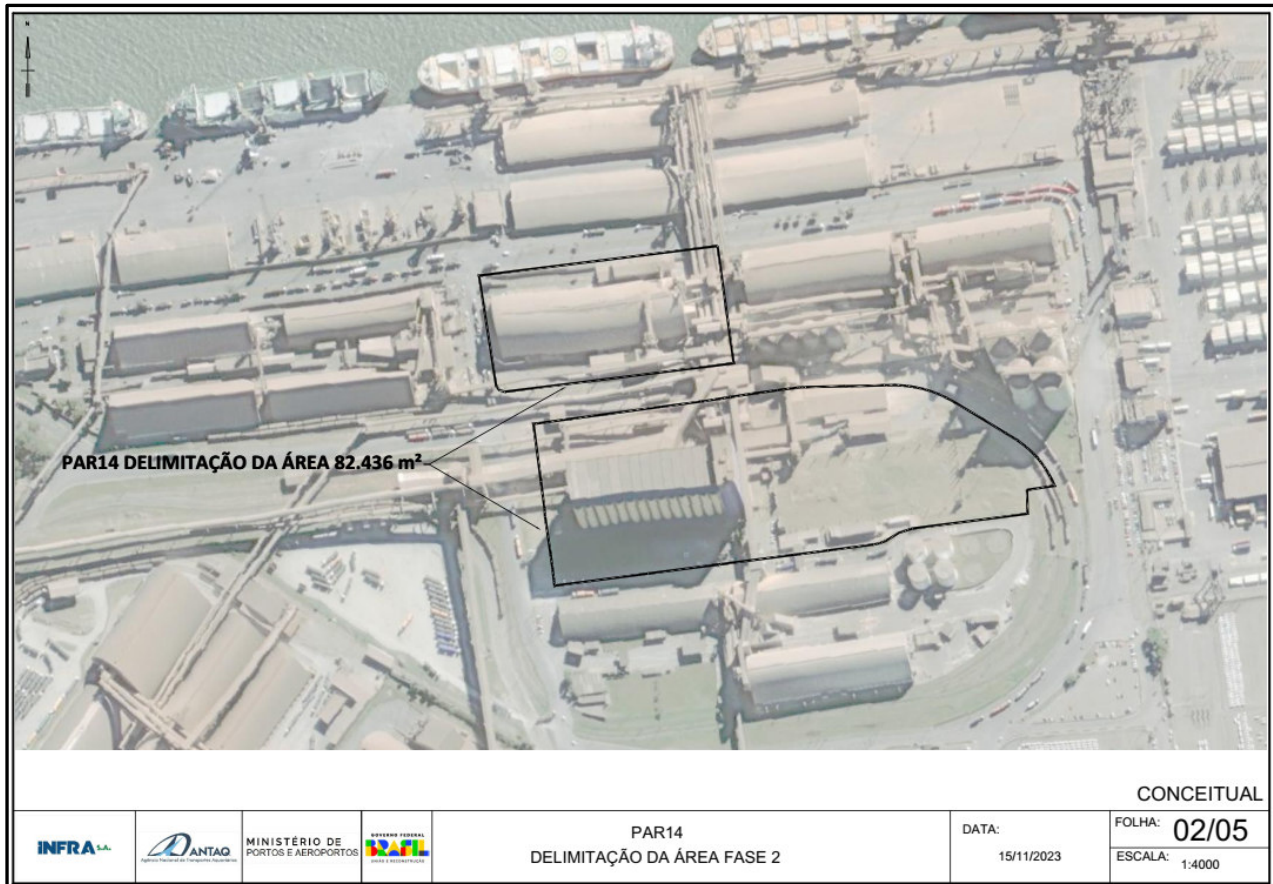 N
PAR14 DELIMITAÇÃO DA ÁREA 82.436 m²
CONCEITUAL
INFRA S.A.
ANTAQ
Agência Nacional de Transportes Aquaviários
MINISTÉRIO DE
PORTOS E AEROPORTOS
GOVERNO FEDERAL
BRASIL
UNIÃO E RECONSTRUÇÃO
PAR14
DELIMITAÇÃO DA ÁREA FASE 2
DATA:
15/11/2023
FOLHA: 02/05
ESCALA: 1:4000